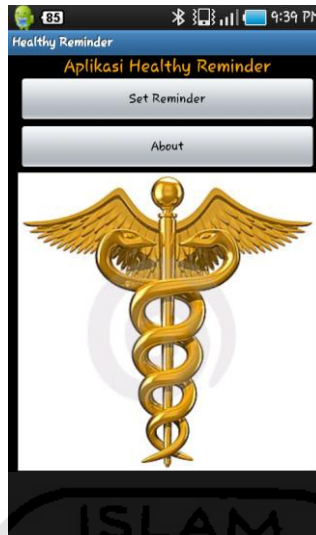 85 9:39 PM
Healthy Reminder
Aplikasi Healthy Reminder
Set Reminder
About
ISLAM